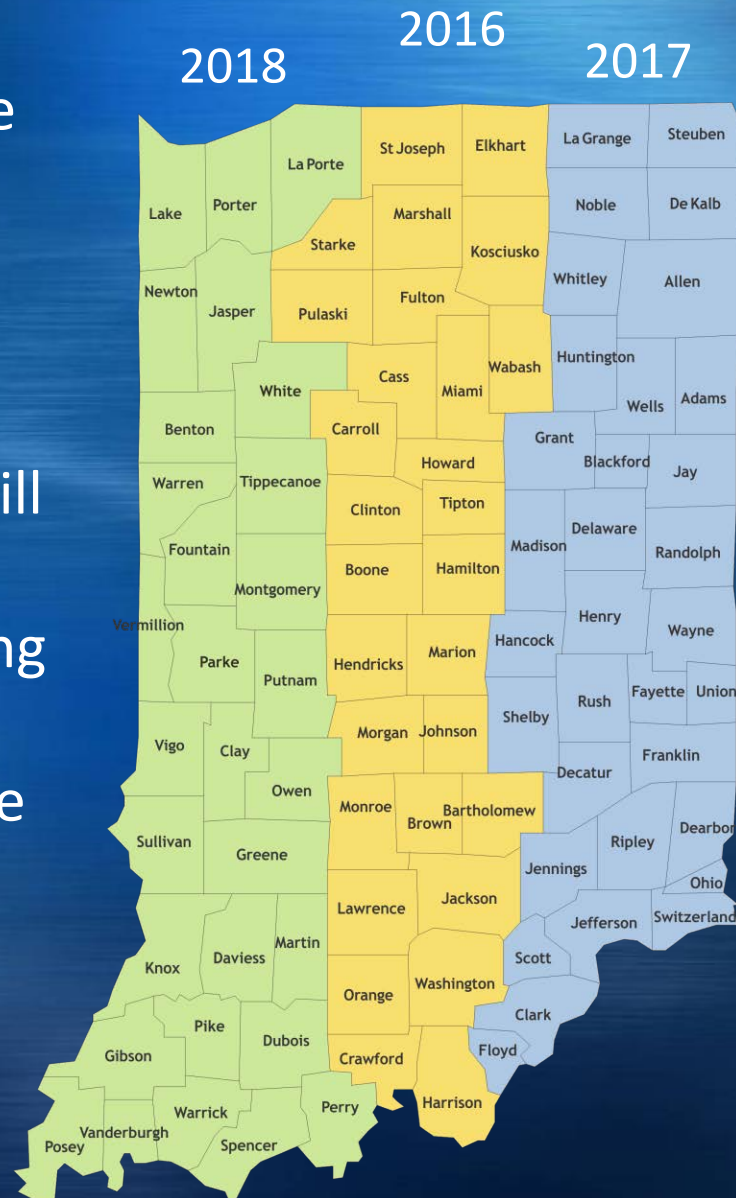 2018
2016
2017
e
ill
ng
e
St Joseph
Elkhart
La Grange
Steuben
La Porte
Lake
Porter
Marshall
Noble
De Kalb
Starke
Kosciusko
Newton
Jasper
Pulaski
Fulton
Whitley
Allen
White
Cass
Miami
Wabash
Huntington
Wells
Adams
Benton
Carroll
Grant
Blackford
Jay
Warren
Tippecanoe
Howard
Clinton
Tipton
Fountain
Boone
Hamilton
Madison
Delaware
Randolph
Montgomery
Vermillion
Parke
Putnam
Hendricks
Marion
Hancock
Henry
Wayne
Fayette
Union
Rush
Shelby
Vigo
Clay
Owen
Morgan
Johnson
Decatur
Franklin
Sullivan
Greene
Monroe
Brown
Bartholomew
Jennings
Ripley
Dearbor
Ohio
Lawrence
Jackson
Jefferson
Switzerland
Knox
Daviess
Martin
Orange
Washington
Scott
Clark
Gibson
Pike
Dubois
Crawford
Floyd
Harrison
Posey
Vanderburgh
Warrick
Spencer
Perry